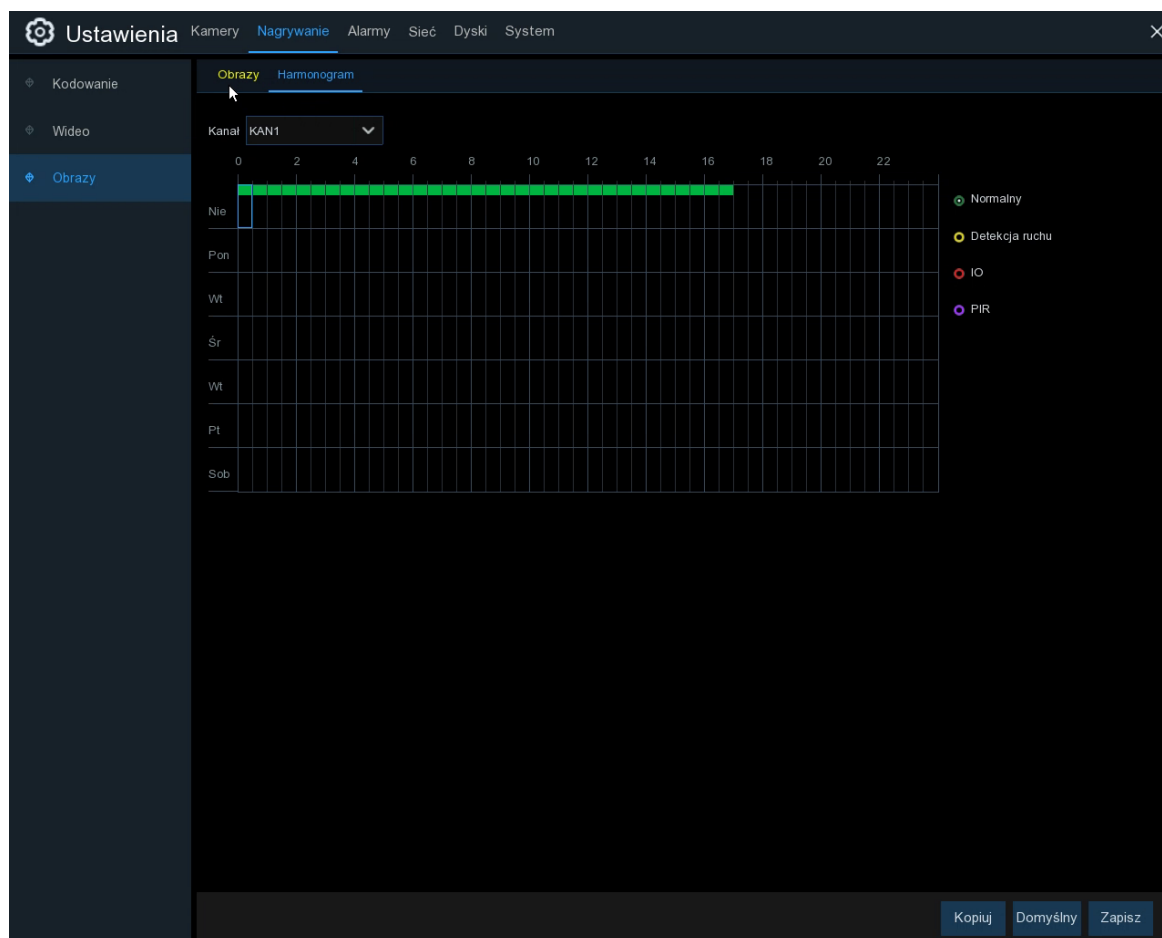 Ustawienia Kamery Nagrywanie Alarmy Sieć Dyski System
Kodowanie
Wideo
Obrazy
Obrazy Harmonogram
Kanał KAN1
0 2 4 6 8 10 12 14 16 18 20 22
Nie
Pon
Wt
Śr
Wt
Pt
Sob
Normalny
Detekcja ruchu
IO
PIR
Kopiuj Domyślny Zapisz